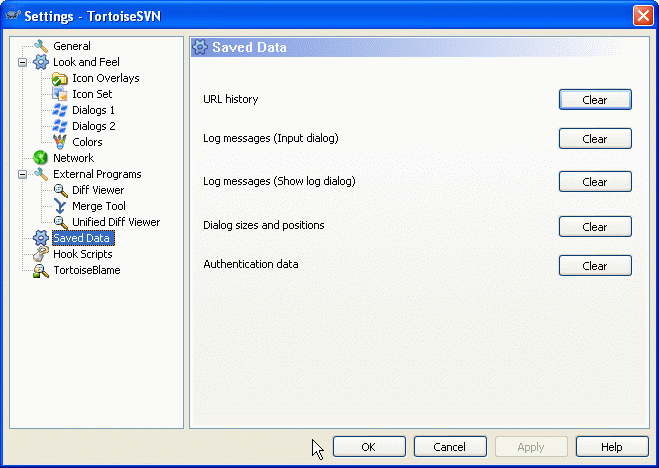 Settings - TortoiseSVN
General
Look and Feel
Icon Overlays
Icon Set
Dialogs 1
Dialogs 2
Colors
Network
External Programs
Diff Viewer
Merge Tool
Unified Diff Viewer
Saved Data
Hook Scripts
TortoiseBlame
Saved Data
URL history Clear
Log messages (Input dialog) Clear
Log messages (Show log dialog) Clear
Dialog sizes and positions Clear
Authentication data Clear
OK Cancel Apply Help